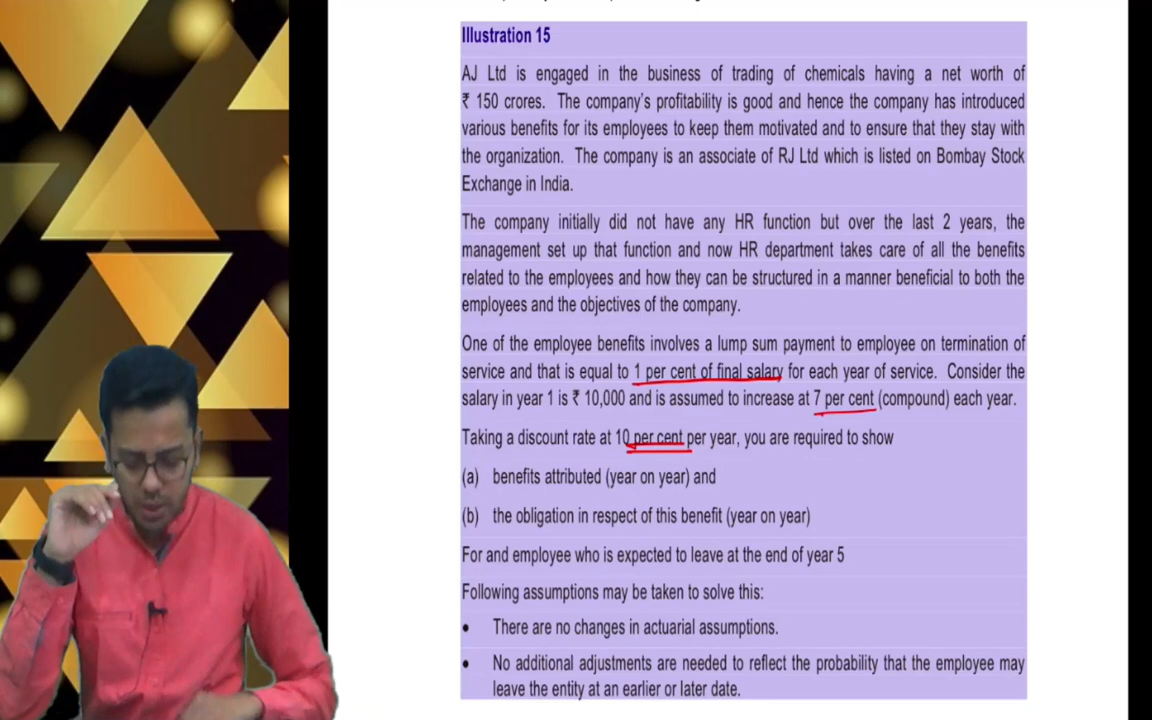 Illustration 15
AJ Ltd is engaged in the business of trading of chemicals having a net worth of
₹ 150 crores. The company's profitability is good and hence the company has introduced
various benefits for its employees to keep them motivated and to ensure that they stay with
the organization. The company is an associate of RJ Ltd which is listed on Bombay Stock
Exchange in India.
The company initially did not have any HR function but over the last 2 years, the
management set up that function and now HR department takes care of all the benefits
related to the employees and how they can be structured in a manner beneficial to both the
employees and the objectives of the company.
One of the employee benefits involves a lump sum payment to employee on termination of
service and that is equal to 1 per cent of final salary for each year of service. Consider the
salary in year 1 is ₹ 10,000 and is assumed to increase at 7 per cent (compound) each year.
Taking a discount rate at 10 per cent per year, you are required to show
(a) benefits attributed (year on year) and
(b) the obligation in respect of this benefit (year on year)
For and employee who is expected to leave at the end of year 5
Following assumptions may be taken to solve this:
• There are no changes in actuarial assumptions.
• No additional adjustments are needed to reflect the probability that the employee may
leave the entity at an earlier or later date.